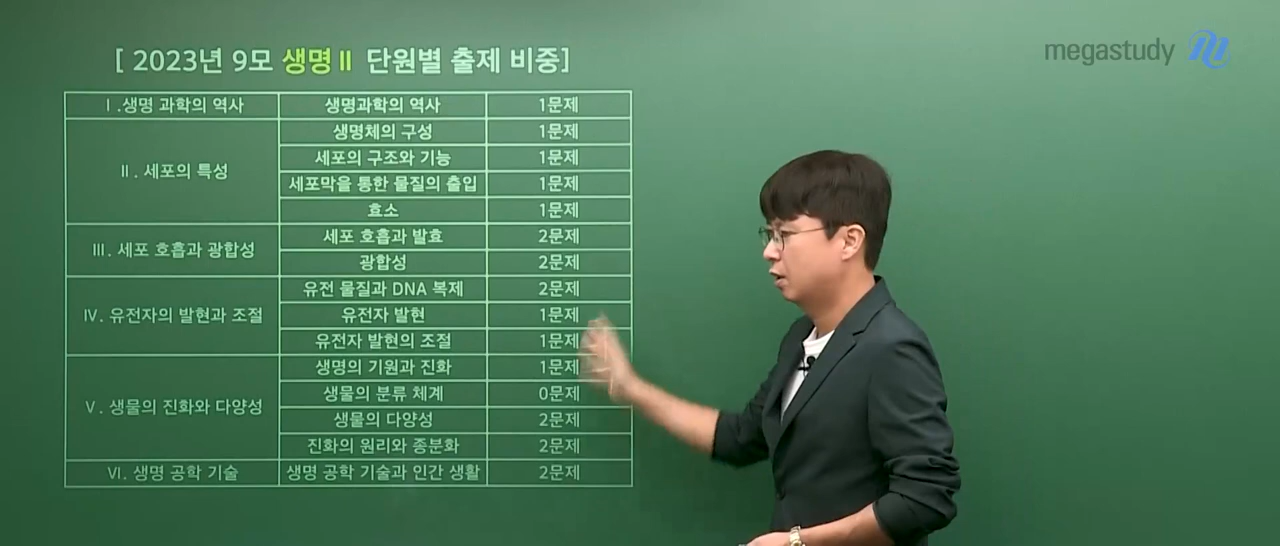 [ 2023년 9모 생명Ⅱ 단원별 출제 비중]
megastudy
Ⅰ.생명 과학의 역사 생명과학의 역사 1문제
Ⅱ. 세포의 특성
생명체의 구성 1문제
세포의 구조와 기능 1문제
세포막을 통한 물질의 출입 1문제
효소 1문제
Ⅲ. 세포 호흡과 광합성
세포 호흡과 발효 2문제
광합성 2문제
Ⅳ. 유전자의 발현과 조절
유전 물질과 DNA 복제 2문제
유전자 발현 1문제
유전자 발현의 조절 1문제
Ⅴ. 생물의 진화와 다양성
생명의 기원과 진화 1문제
생물의 분류 체계 0문제
생물의 다양성 2문제
진화의 원리와 종분화 2문제
Ⅵ. 생명 공학 기술 생명 공학 기술과 인간 생활 2문제